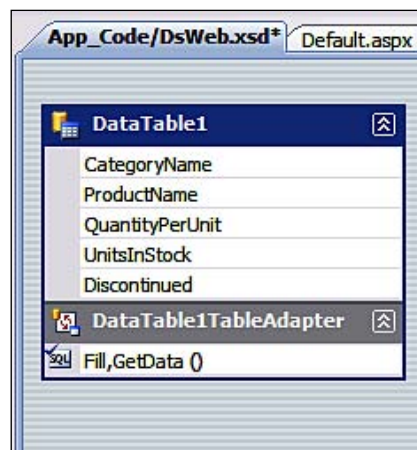 App_Code/DsWeb.xsd* Default.aspx
DataTable1
CategoryName
ProductName
QuantityPerUnit
UnitsInStock
Discontinued
DataTable1TableAdapter
SQL Fill,GetData ()